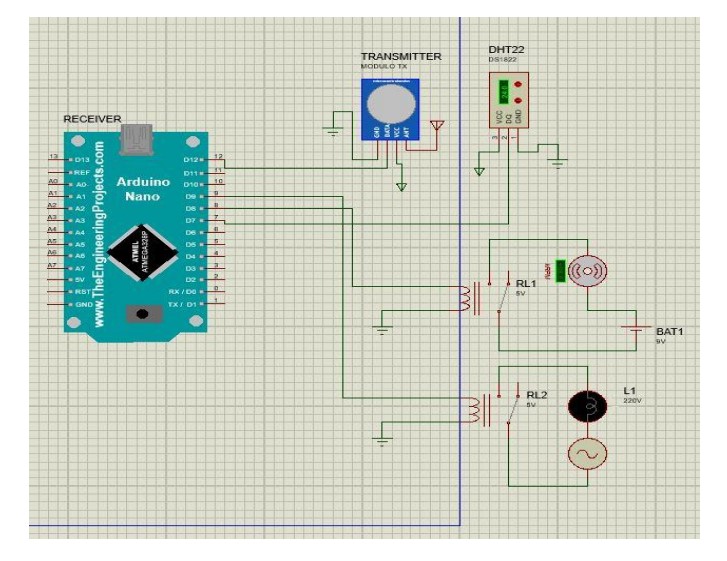 TRANSMITTER
MODULO TX
GND
DATA
VCC
ANT
DHT22
DS1822
VCC
DQ
GND
3
2
1
RECEIVER
www.TheEngineeringProjects.com
Arduino
Nano
ATMEL
ATMEGA328P
13 D13
REF
A0 A0
A1 A1
A2 A2
A3 A3
A4 A4
A5 A5
A6 A6
A7 A7
5V
RST
GND
D12 12
D11 11
D10 10
D9 9
D8 8
D7 7
D6 6
D5 5
D4 4
D3 3
D2 2
RX / D0 0
TX / D1 1
RL1
5V
BAT1
9V
RL2
5V
L1
220V